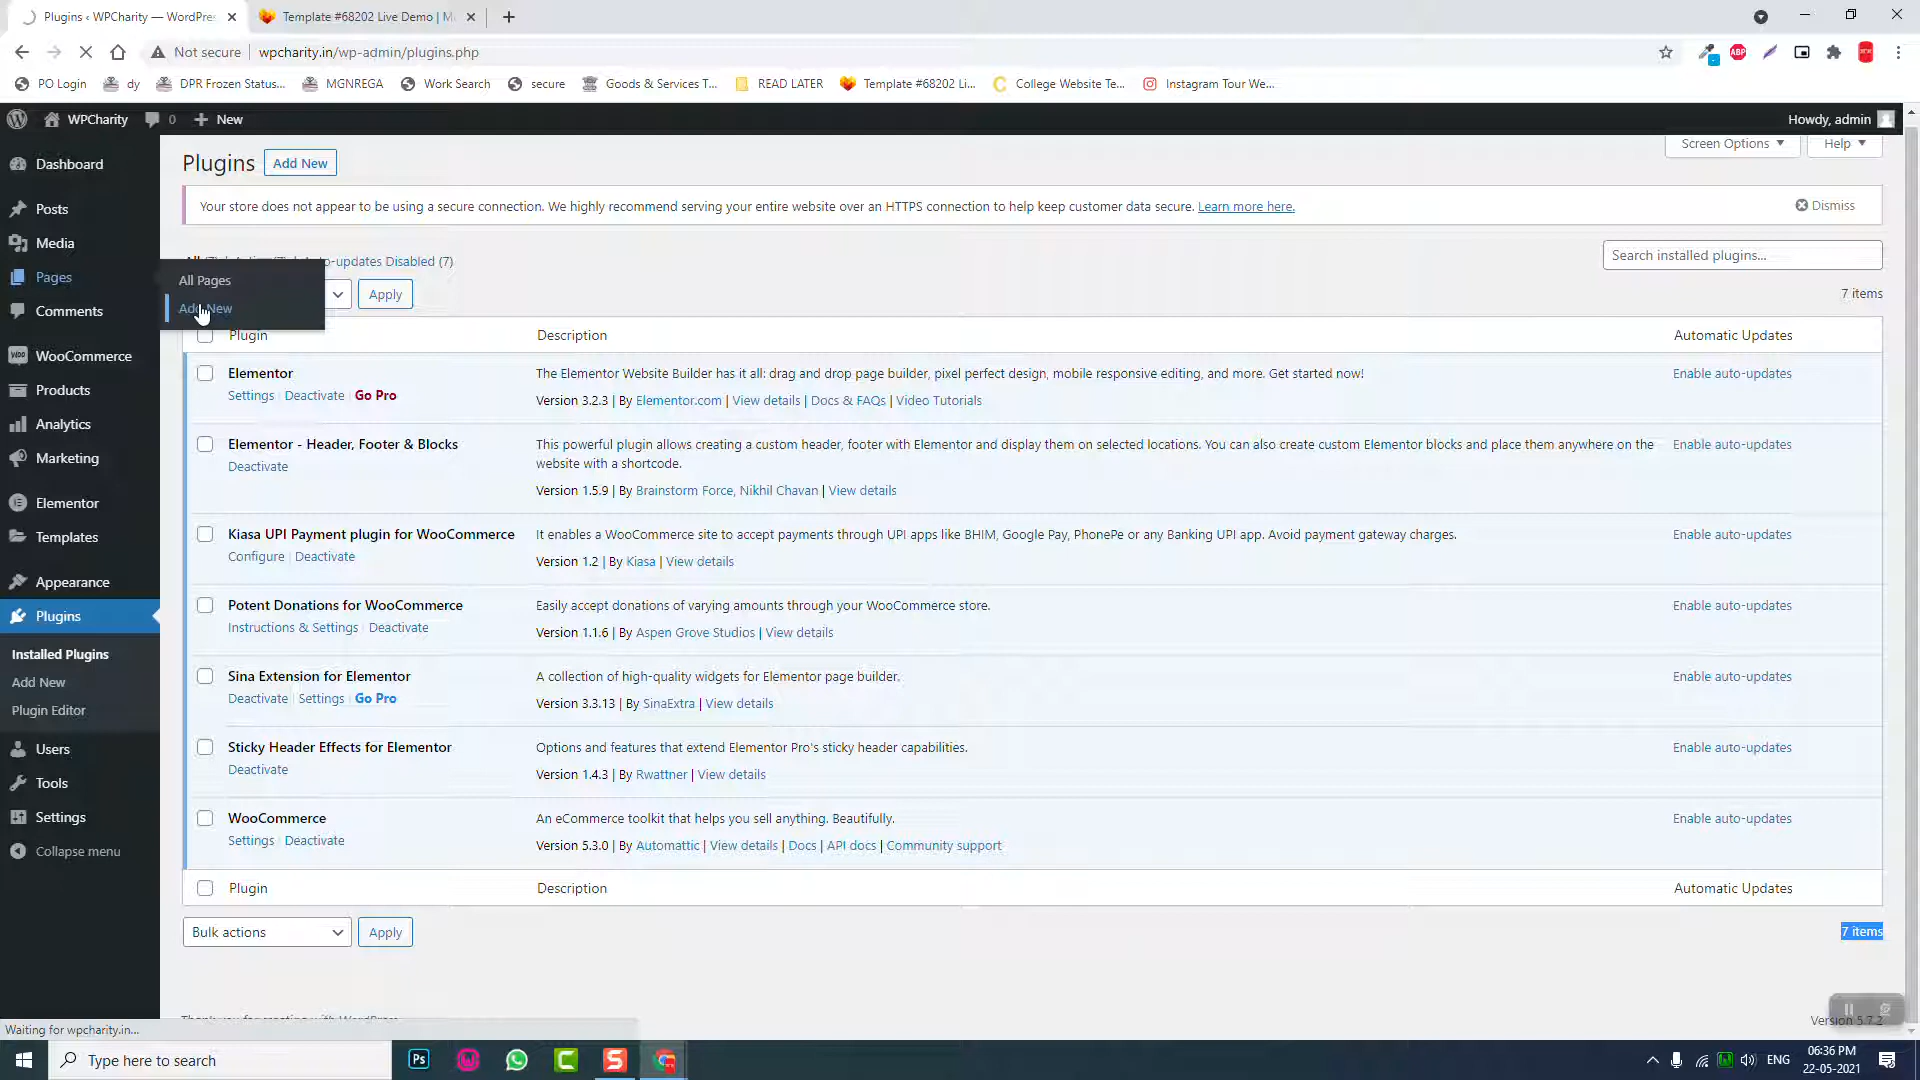 Plugins ‹ WPCharity — WordPre
Template #68202 Live Demo | M
Not secure
wpcharity.in/wp-admin/plugins.php
ABP
PO Login
dy
DPR Frozen Status...
MGNREGA
Work Search
secure
Goods & Services T...
READ LATER
Template #68202 Li...
College Website Te...
Instagram Tour We...
WPCharity
0
New
Howdy, admin
Dashboard
Posts
Media
Pages
Comments
WooCommerce
Products
Analytics
Marketing
Elementor
Templates
Appearance
Plugins
Installed Plugins
Add New
Plugin Editor
Users
Tools
Settings
Collapse menu
All Pages
Add New
Plugins
Add New
Screen Options
Help
Your store does not appear to be using a secure connection. We highly recommend serving your entire website over an HTTPS connection to help keep customer data secure. Learn more here.
Dismiss
Disabled (7)
Search installed plugins...
Apply
7 items
Plugin
Description
Automatic Updates
Elementor
Settings | Deactivate | Go Pro
The Elementor Website Builder has it all: drag and drop page builder, pixel perfect design, mobile responsive editing, and more. Get started now!
Version 3.2.3 | By Elementor.com | View details | Docs & FAQs | Video Tutorials
Enable auto-updates
Elementor - Header, Footer & Blocks
Deactivate
This powerful plugin allows creating a custom header, footer with Elementor and display them on selected locations. You can also create custom Elementor blocks and place them anywhere on the
website with a shortcode.
Version 1.5.9 | By Brainstorm Force, Nikhil Chavan | View details
Enable auto-updates
Kiasa UPI Payment plugin for WooCommerce
Configure | Deactivate
It enables a WooCommerce site to accept payments through UPI apps like BHIM, Google Pay, PhonePe or any Banking UPI app. Avoid payment gateway charges.
Version 1.2 | By Kiasa | View details
Enable auto-updates
Potent Donations for WooCommerce
Instructions & Settings | Deactivate
Easily accept donations of varying amounts through your WooCommerce store.
Version 1.1.6 | By Aspen Grove Studios | View details
Enable auto-updates
Sina Extension for Elementor
Deactivate | Settings | Go Pro
A collection of high-quality widgets for Elementor page builder.
Version 3.3.13 | By SinaExtra | View details
Enable auto-updates
Sticky Header Effects for Elementor
Deactivate
Options and features that extend Elementor Pro's sticky header capabilities.
Version 1.4.3 | By Rwattner | View details
Enable auto-updates
WooCommerce
Settings | Deactivate
An eCommerce toolkit that helps you sell anything. Beautifully.
Version 5.3.0 | By Automattic | View details | Docs | API docs | Community support
Enable auto-updates
Plugin
Description
Automatic Updates
Bulk actions
Apply
7 items
Version 5.7.2
Waiting for wpcharity.in...
Type here to search
Ps
ENG
06:36 PM
22-05-2021